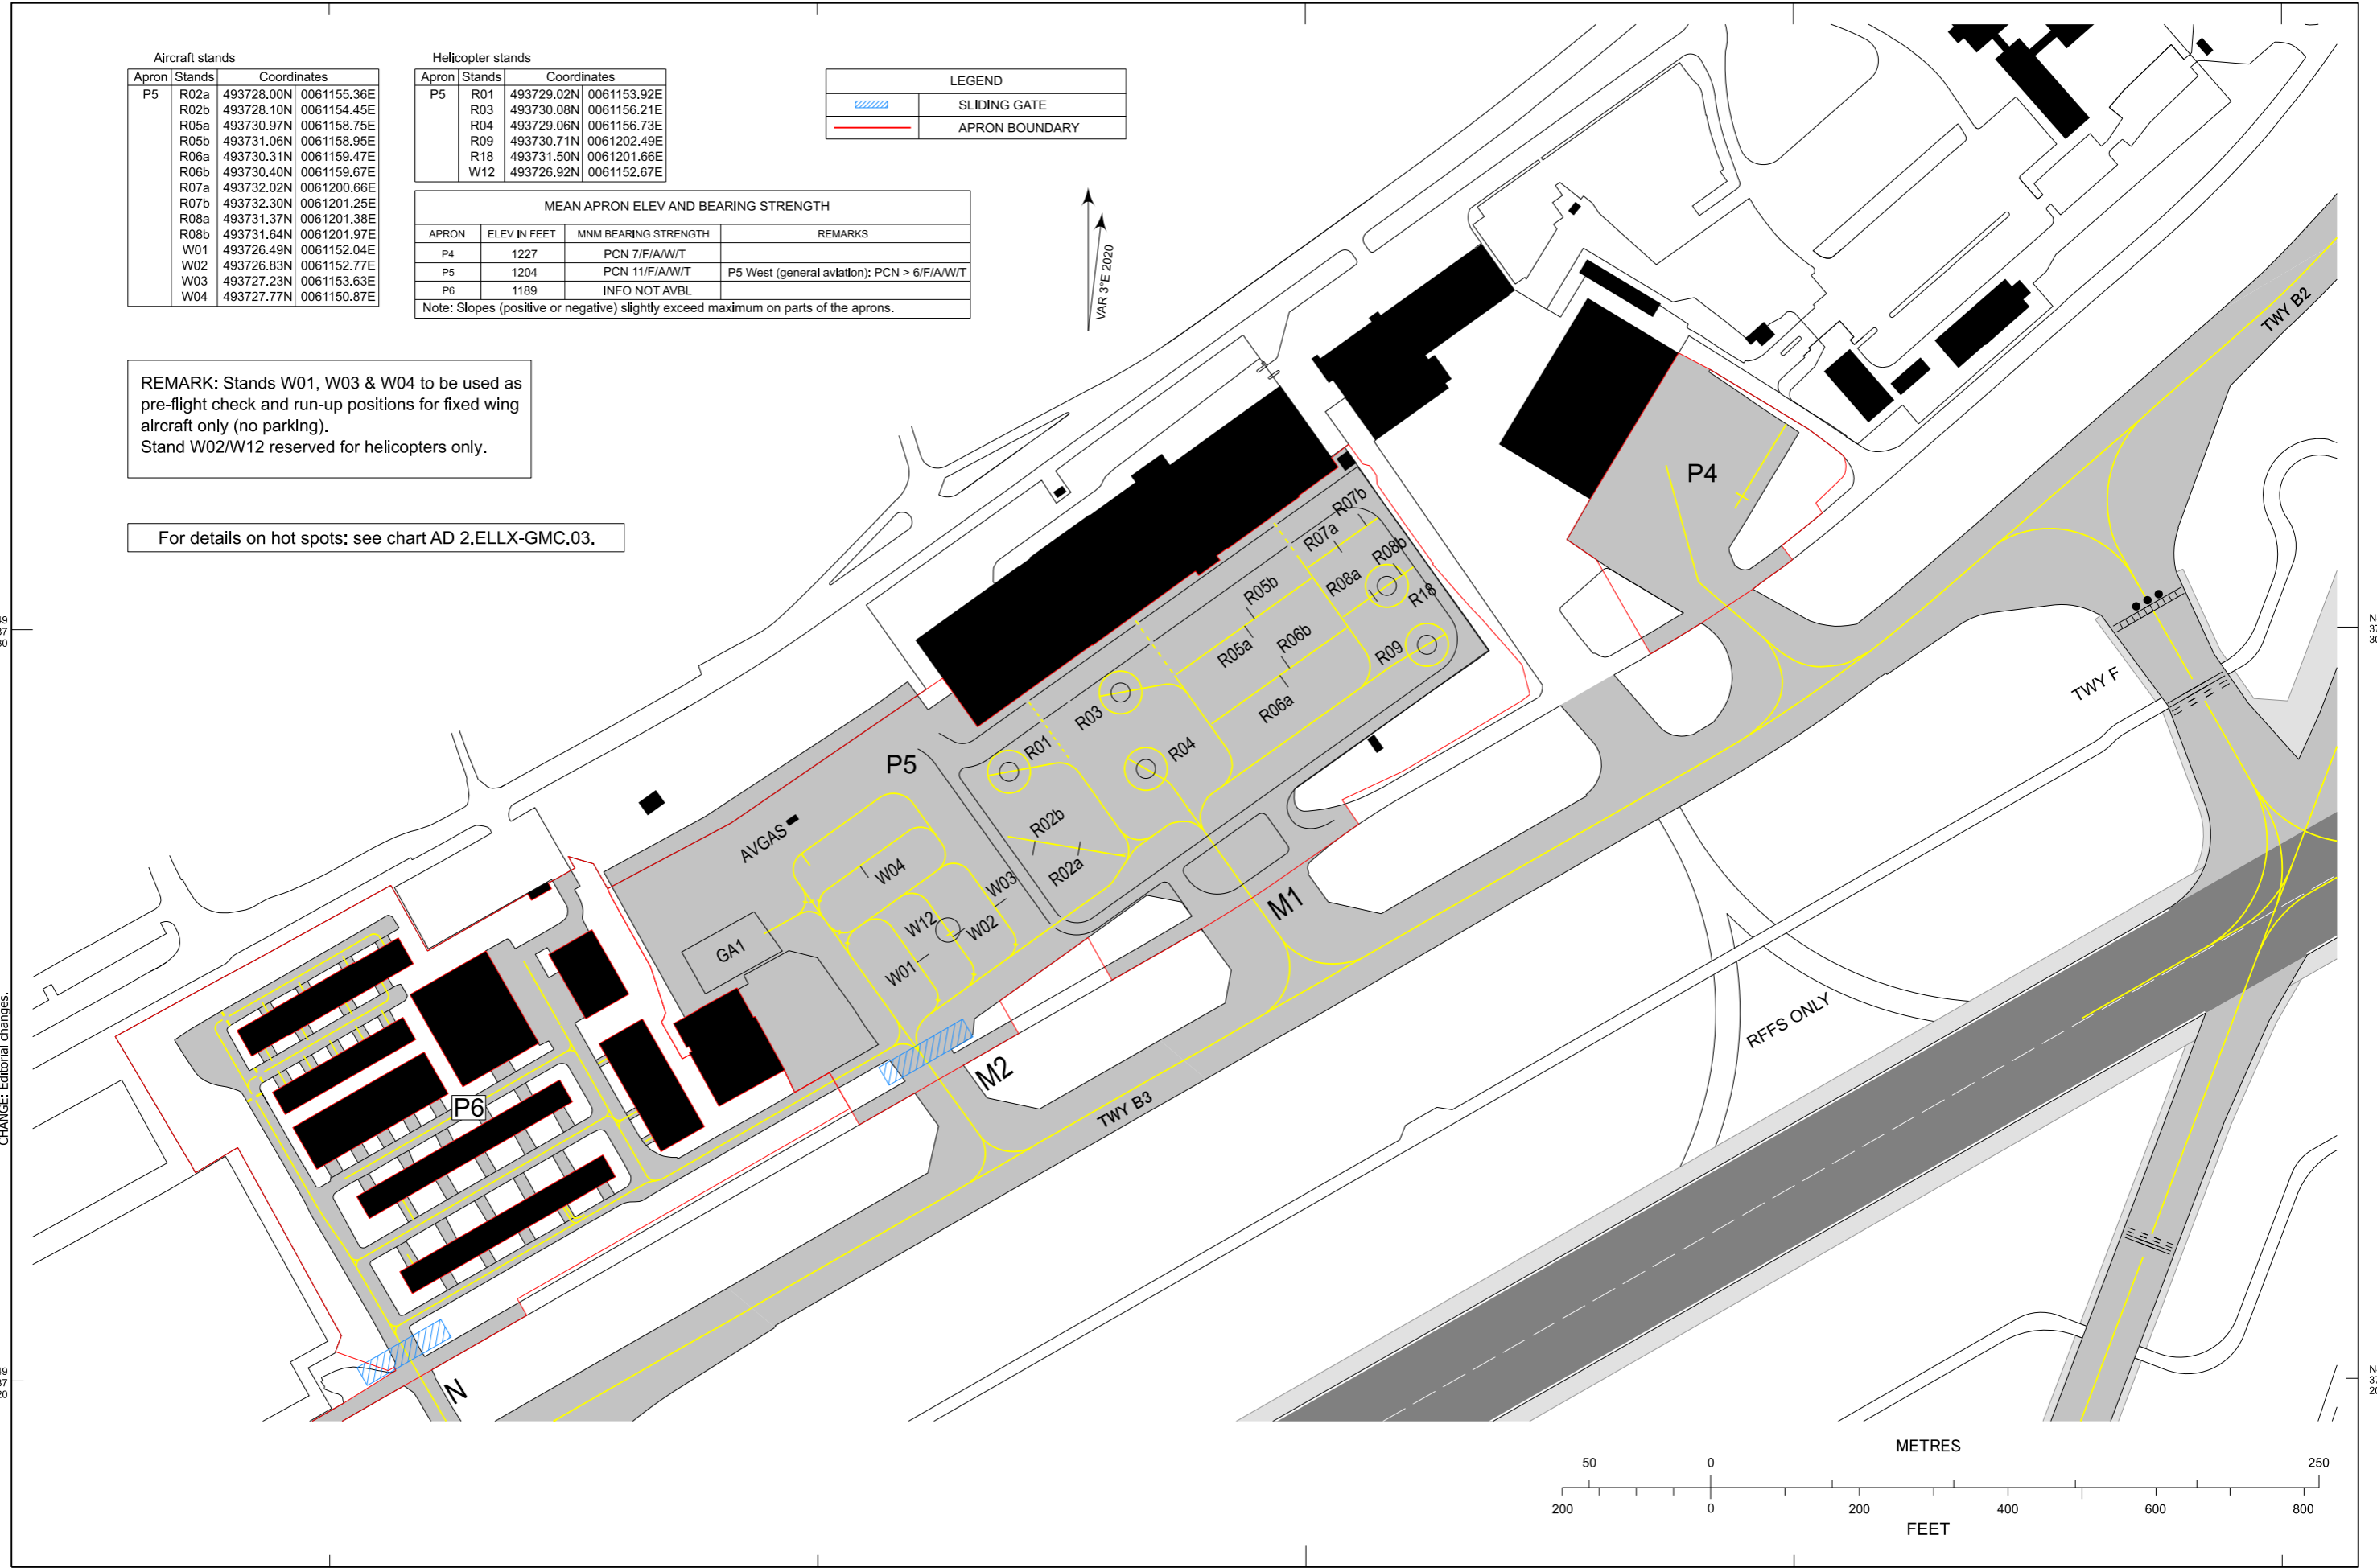 Aircraft stands
Apron Stands Coordinates
P5 R02a 493728.00N 0061155.36E
R02b 493728.10N 0061154.45E
R05a 493730.97N 0061158.75E
R05b 493731.06N 0061158.95E
R06a 493730.31N 0061159.47E
R06b 493730.40N 0061159.67E
R07a 493732.02N 0061200.66E
R07b 493732.30N 0061201.25E
R08a 493731.37N 0061201.38E
R08b 493731.64N 0061201.97E
W01 493726.49N 0061152.04E
W02 493726.83N 0061152.77E
W03 493727.23N 0061153.63E
W04 493727.77N 0061150.87E
Helicopter stands
Apron Stands Coordinates
P5 R01 493729.02N 0061153.92E
R03 493730.08N 0061156.21E
R04 493729.06N 0061156.73E
R09 493730.71N 0061202.49E
R18 493731.50N 0061201.66E
W12 493726.92N 0061152.67E
LEGEND
SLIDING GATE
APRON BOUNDARY
MEAN APRON ELEV AND BEARING STRENGTH
APRON ELEV IN FEET MNM BEARING STRENGTH REMARKS
P4 1227 PCN 7/F/A/W/T
P5 1204 PCN 11/F/A/W/T P5 West (general aviation): PCN > 6/F/A/W/T
P6 1189 INFO NOT AVBL
Note: Slopes (positive or negative) slightly exceed maximum on parts of the aprons.
VAR 3°E 2020
REMARK: Stands W01, W03 & W04 to be used as
pre-flight check and run-up positions for fixed wing
aircraft only (no parking).
Stand W02/W12 reserved for helicopters only.
For details on hot spots: see chart AD 2.ELLX-GMC.03.
TWY B2
P4
R07b
R07a
R08b
R08a
R18
R05b
R05a
R06b
R06a
R09
R03
R01
R04
P5
R02b
R02a
AVGAS
W04
W03
W12
W02
W01
GA1
M1
M2
TWY F
RFFS ONLY
TWY B3
P6
N
CHANGE: Editorial changes.
N
37
30
N
37
20
METRES
50 0 250
200 0 200 400 600 800
FEET